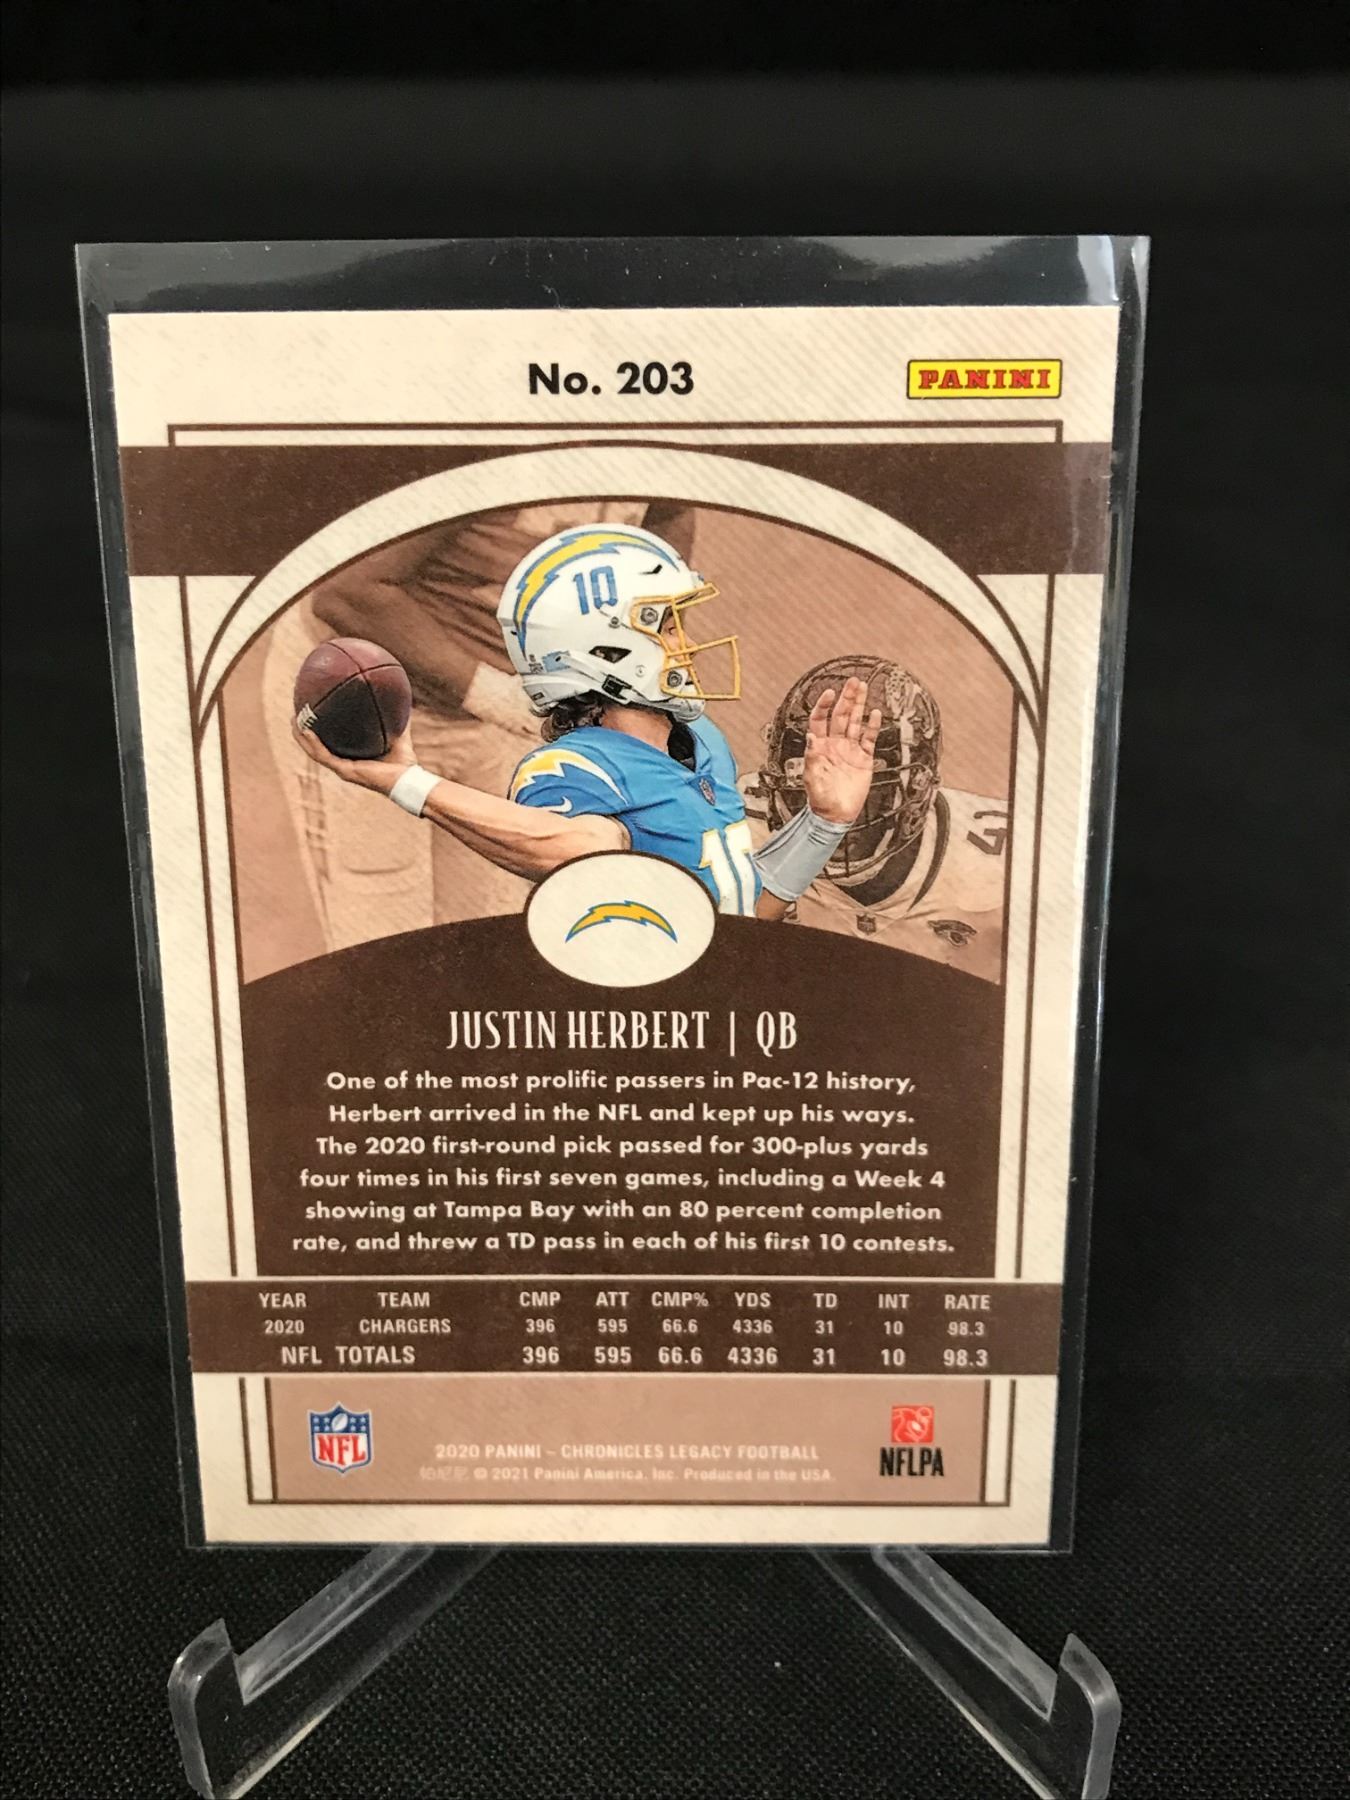 No. 203
PANINI
10
10
JUSTIN HERBERT | QB
One of the most prolific passers in Pac-12 history,
Herbert arrived in the NFL and kept up his ways.
The 2020 first-round pick passed for 300-plus yards
four times in his first seven games, including a Week 4
showing at Tampa Bay with an 80 percent completion
rate, and threw a TD pass in each of his first 10 contests.
YEAR TEAM CMP ATT CMP% YDS TD INT RATE
2020 CHARGERS 396 595 66.6 4336 31 10 98.3
NFL TOTALS 396 595 66.6 4336 31 10 98.3
NFL
NFLPA
2020 PANINI – CHRONICLES LEGACY FOOTBALL
帕尼尼 © 2021 Panini America, Inc. Produced in the USA.